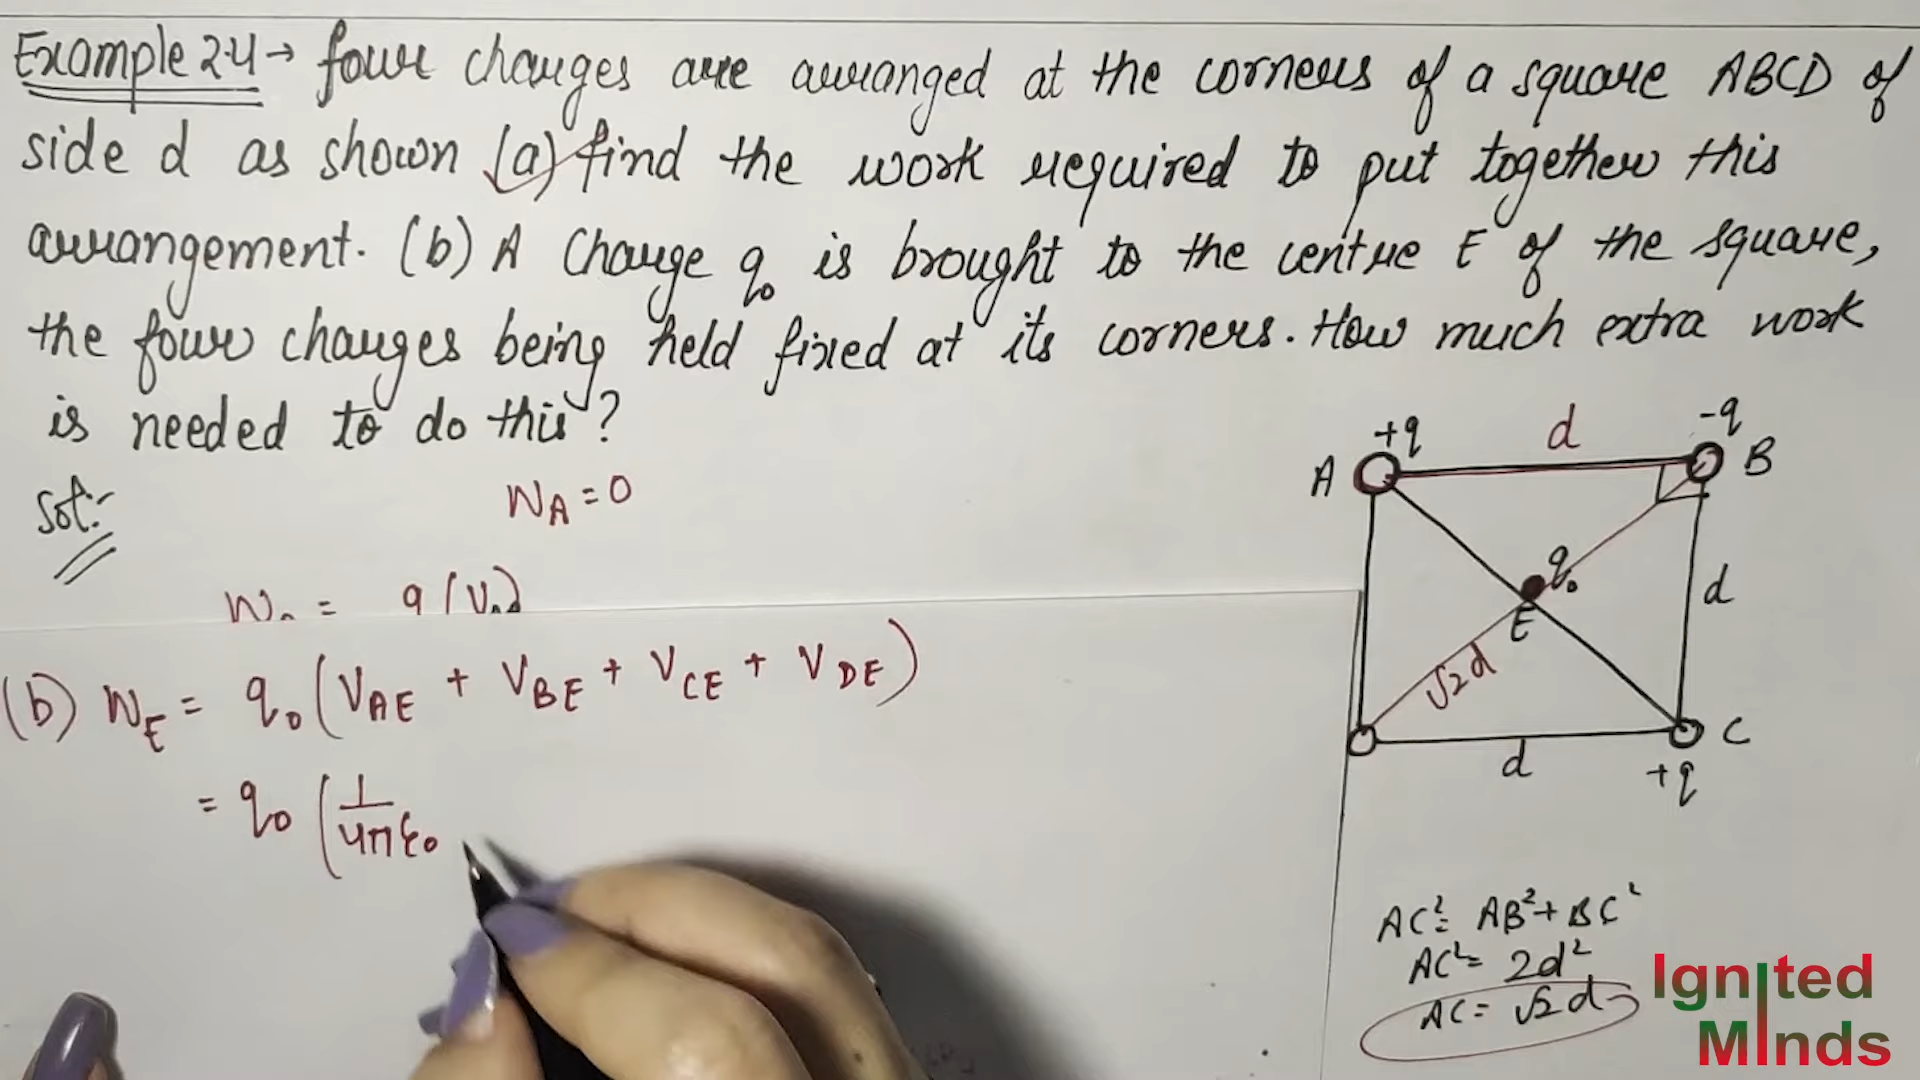 Example 2.4 → four charges are arranged at the corners of a square ABCD of
side d as shown (a) find the work required to put together this
arrangement. (b) A charge q₀ is brought to the centre E of the square,
the four charges being held fixed at its corners. How much extra work
is needed to do this?
Sol:-
W_A = 0
(b) W_E = q₀ (V_AE + V_BE + V_CE + V_DE)
= q₀ ( 1/4πε₀
+q d -q
A B
q₀
E d
√2d
C
d +q
AC² = AB² + BC²
AC² = 2d²
AC = √2 d
Ignited
Minds